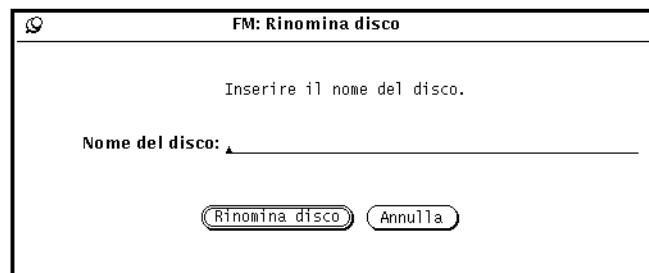 FM: Rinomina disco
Inserire il nome del disco.
Nome del disco:
Rinomina disco Annulla